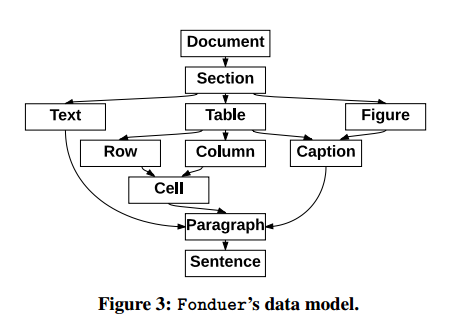 Document
Section
Text Table Figure
Row Column Caption
Cell
Paragraph
Sentence
Figure 3: Fonduer's data model.